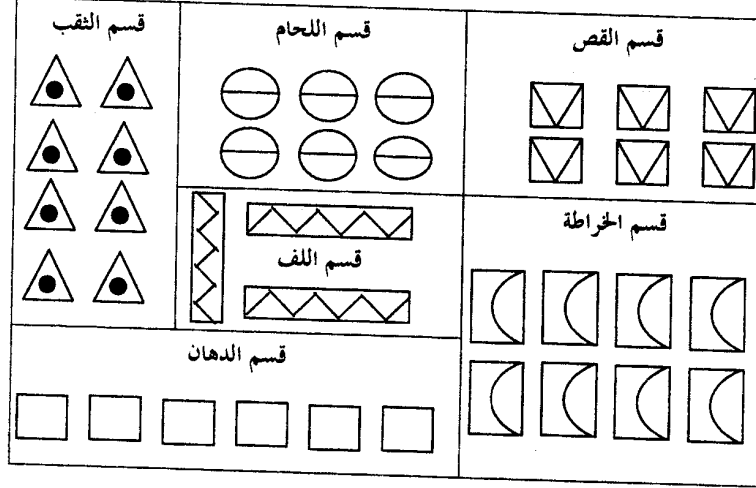 قسم القص
قسم اللحام
قسم الثقب
قسم الخراطة
قسم اللف
قسم الدهان